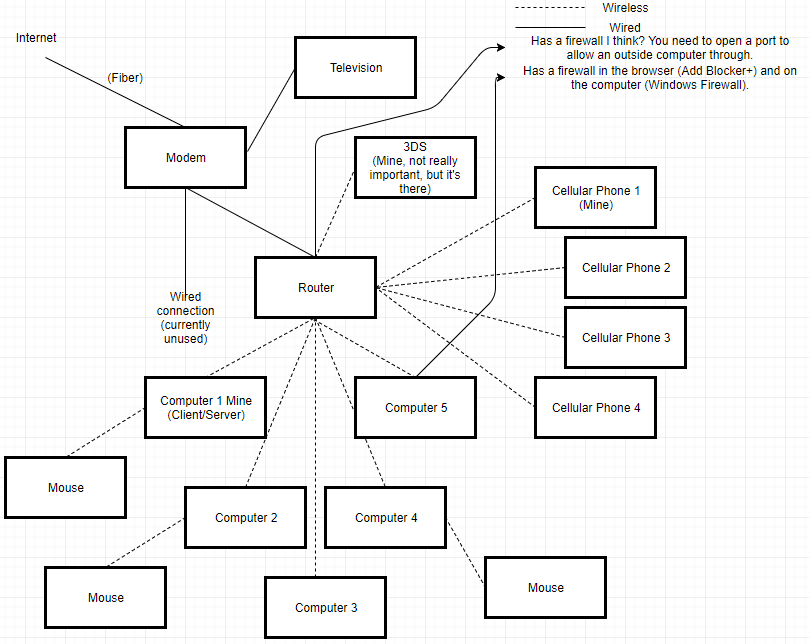 Wireless
Internet
Wired
Has a firewall I think? You need to open a port to
allow an outside computer through.
(Fiber)
Television
Has a firewall in the browser (Add Blocker+) and on
the computer (Windows Firewall).
Modem
3DS
(Mine, not really
important, but it's
there)
Cellular Phone 1
(Mine)
Cellular Phone 2
Router
Wired
connection
(currently
unused)
Cellular Phone 3
Computer 1 Mine
(Client/Server)
Computer 5
Cellular Phone 4
Mouse
Computer 2
Computer 4
Mouse
Mouse
Computer 3